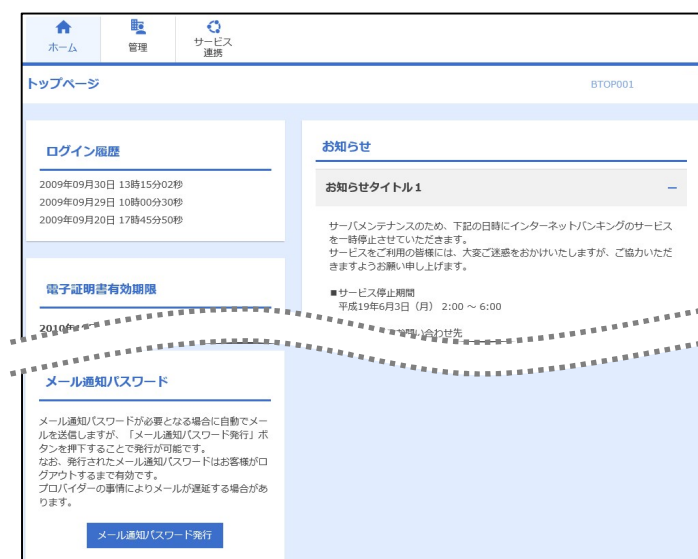 ホーム
管理
サービス
連携
トップページ
BTOP001
ログイン履歴
2009年09月30日 13時15分02秒
2009年09月29日 10時00分30秒
2009年09月20日 17時45分50秒
電子証明書有効期限
2010年
お知らせ
お知らせタイトル1
サーバメンテナンスのため、下記の日時にインターネットバンキングのサービス
を一時停止させていただきます。
サービスをご利用の皆様には、大変ご迷惑をおかけいたしますが、ご協力いただ
きますようお願い申し上げます。
■サービス停止期間
平成19年6月3日（月） 2:00 ～ 6:00
お問い合わせ先
メール通知パスワード
メール通知パスワードが必要となる場合に自動でメー
ルを送信しますが、「メール通知パスワード発行」ボ
タンを押下することで発行が可能です。
なお、発行されたメール通知パスワードはお客様がロ
グアウトするまで有効です。
プロバイダーの事情によりメールが遅延する場合があ
ります。
メール通知パスワード発行